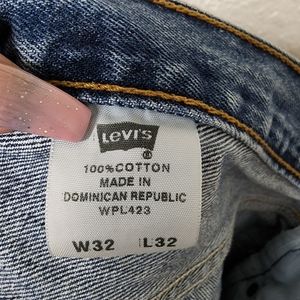 Levi's
100% COTTON
MADE IN
DOMINICAN REPUBLIC
WPL423
W32 L32